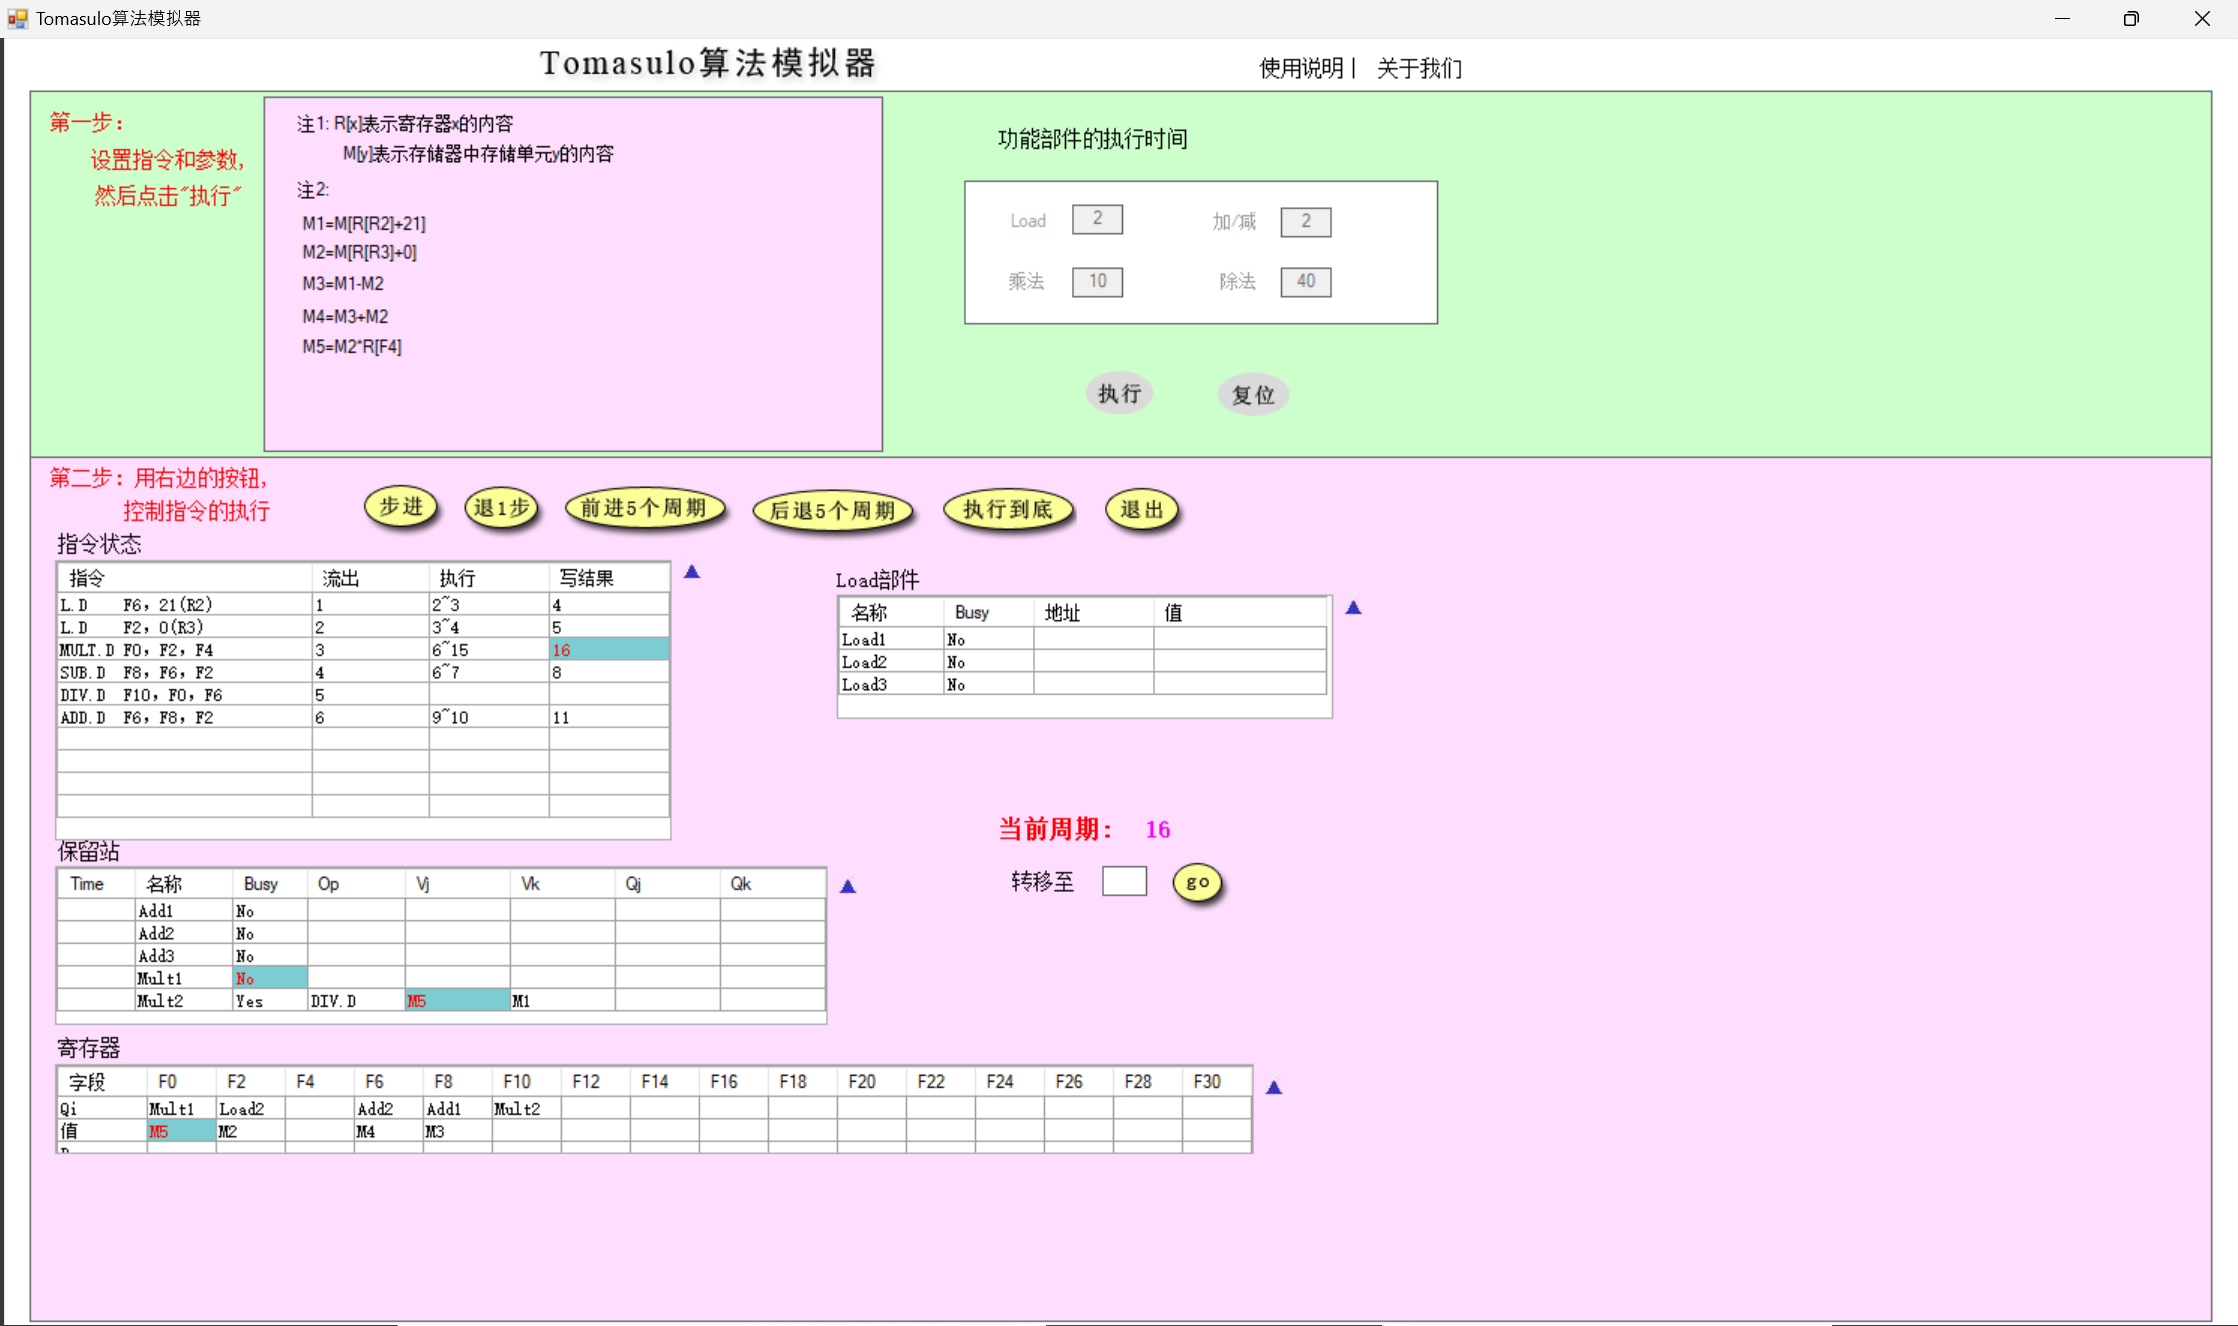 Tomasulo算法模拟器
Tomasulo算法模拟器
使用说明 | 关于我们
第一步：
设置指令和参数，
然后点击"执行"
注1: R[x]表示寄存器x的内容
M[y]表示存储器中存储单元y的内容
注2:
M1=M[R[R2]+21]
M2=M[R[R3]+0]
M3=M1-M2
M4=M3+M2
M5=M2*R[F4]
功能部件的执行时间
Load 2 加/减 2
乘法 10 除法 40
执行 复位
第二步：用右边的按钮，
控制指令的执行
步进 退1步 前进5个周期 后退5个周期 执行到底 退出
指令状态
指令 流出 执行 写结果
L.D F6，21(R2) 1 2~3 4
L.D F2，0(R3) 2 3~4 5
MULT.D F0，F2，F4 3 6~15 16
SUB.D F8，F6，F2 4 6~7 8
DIV.D F10，F0，F6 5
ADD.D F6，F8，F2 6 9~10 11
Load部件
名称 Busy 地址 值
Load1 No
Load2 No
Load3 No
当前周期： 16
转移至 go
保留站
Time 名称 Busy Op Vj Vk Qj Qk
Add1 No
Add2 No
Add3 No
Mult1 No
Mult2 Yes DIV.D M5 M1
寄存器
字段 F0 F2 F4 F6 F8 F10 F12 F14 F16 F18 F20 F22 F24 F26 F28 F30
Qi Mult1 Load2 Add2 Add1 Mult2
值 M5 M2 M4 M3